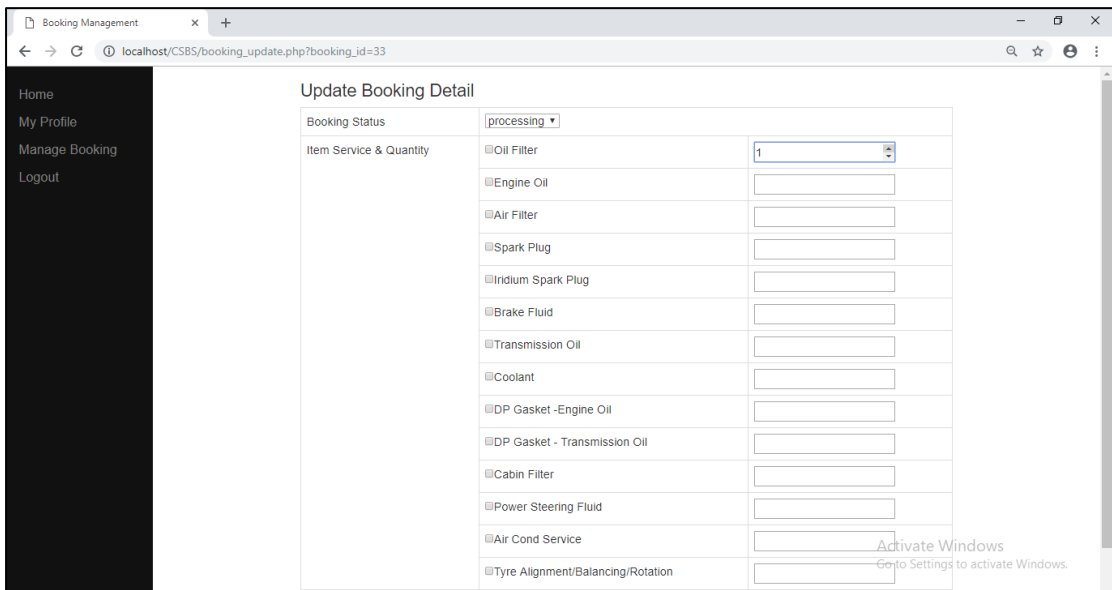 Booking Management
localhost/CSBS/booking_update.php?booking_id=33
Home
My Profile
Manage Booking
Logout
Update Booking Detail
Booking Status processing
Item Service & Quantity Oil Filter 1
Engine Oil
Air Filter
Spark Plug
Iridium Spark Plug
Brake Fluid
Transmission Oil
Coolant
DP Gasket -Engine Oil
DP Gasket - Transmission Oil
Cabin Filter
Power Steering Fluid
Air Cond Service
Tyre Alignment/Balancing/Rotation
Activate Windows
Go to Settings to activate Windows.